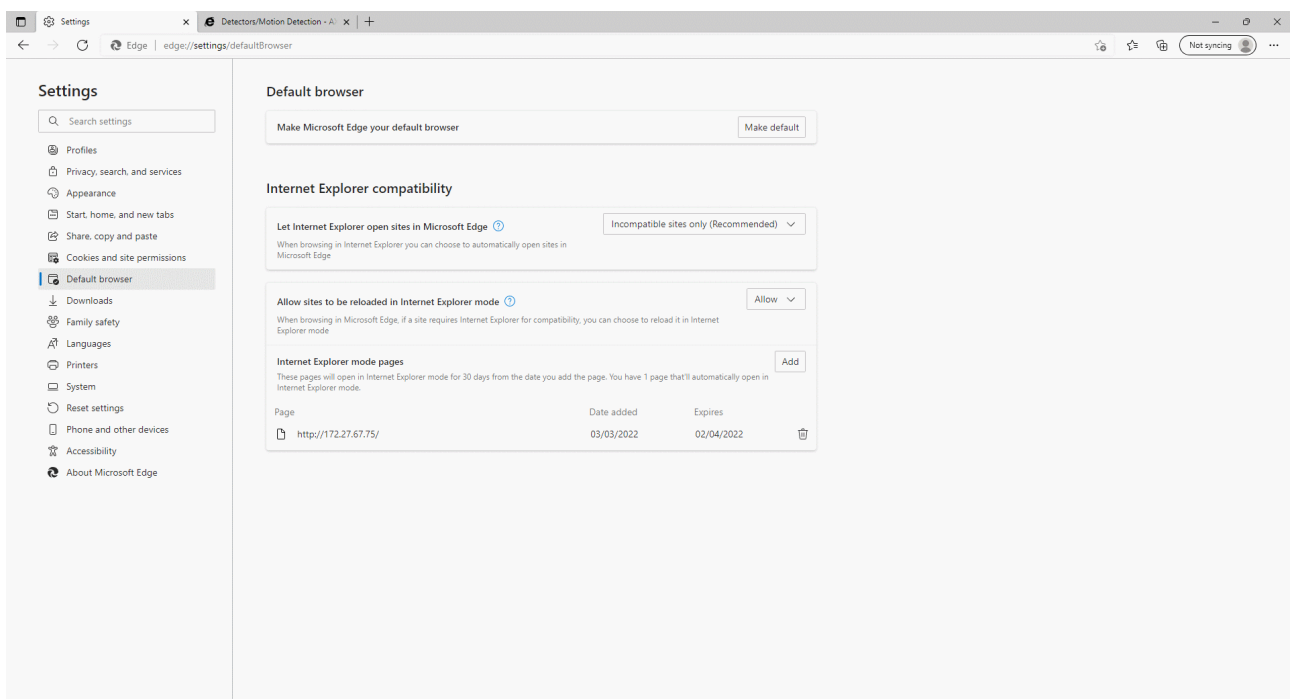 Settings
Detectors/Motion Detection - A
Edge | edge://settings/defaultBrowser
Not syncing
Settings
Search settings
Profiles
Privacy, search, and services
Appearance
Start, home, and new tabs
Share, copy and paste
Cookies and site permissions
Default browser
Downloads
Family safety
Languages
Printers
System
Reset settings
Phone and other devices
Accessibility
About Microsoft Edge
Default browser
Make Microsoft Edge your default browser
Make default
Internet Explorer compatibility
Let Internet Explorer open sites in Microsoft Edge
Incompatible sites only (Recommended)
When browsing in Internet Explorer you can choose to automatically open sites in
Microsoft Edge
Allow sites to be reloaded in Internet Explorer mode
Allow
When browsing in Microsoft Edge, if a site requires Internet Explorer for compatibility, you can choose to reload it in Internet
Explorer mode
Internet Explorer mode pages
Add
These pages will open in Internet Explorer mode for 30 days from the date you add the page. You have 1 page that'll automatically open in
Internet Explorer mode.
Page Date added Expires
http://172.27.67.75/ 03/03/2022 02/04/2022